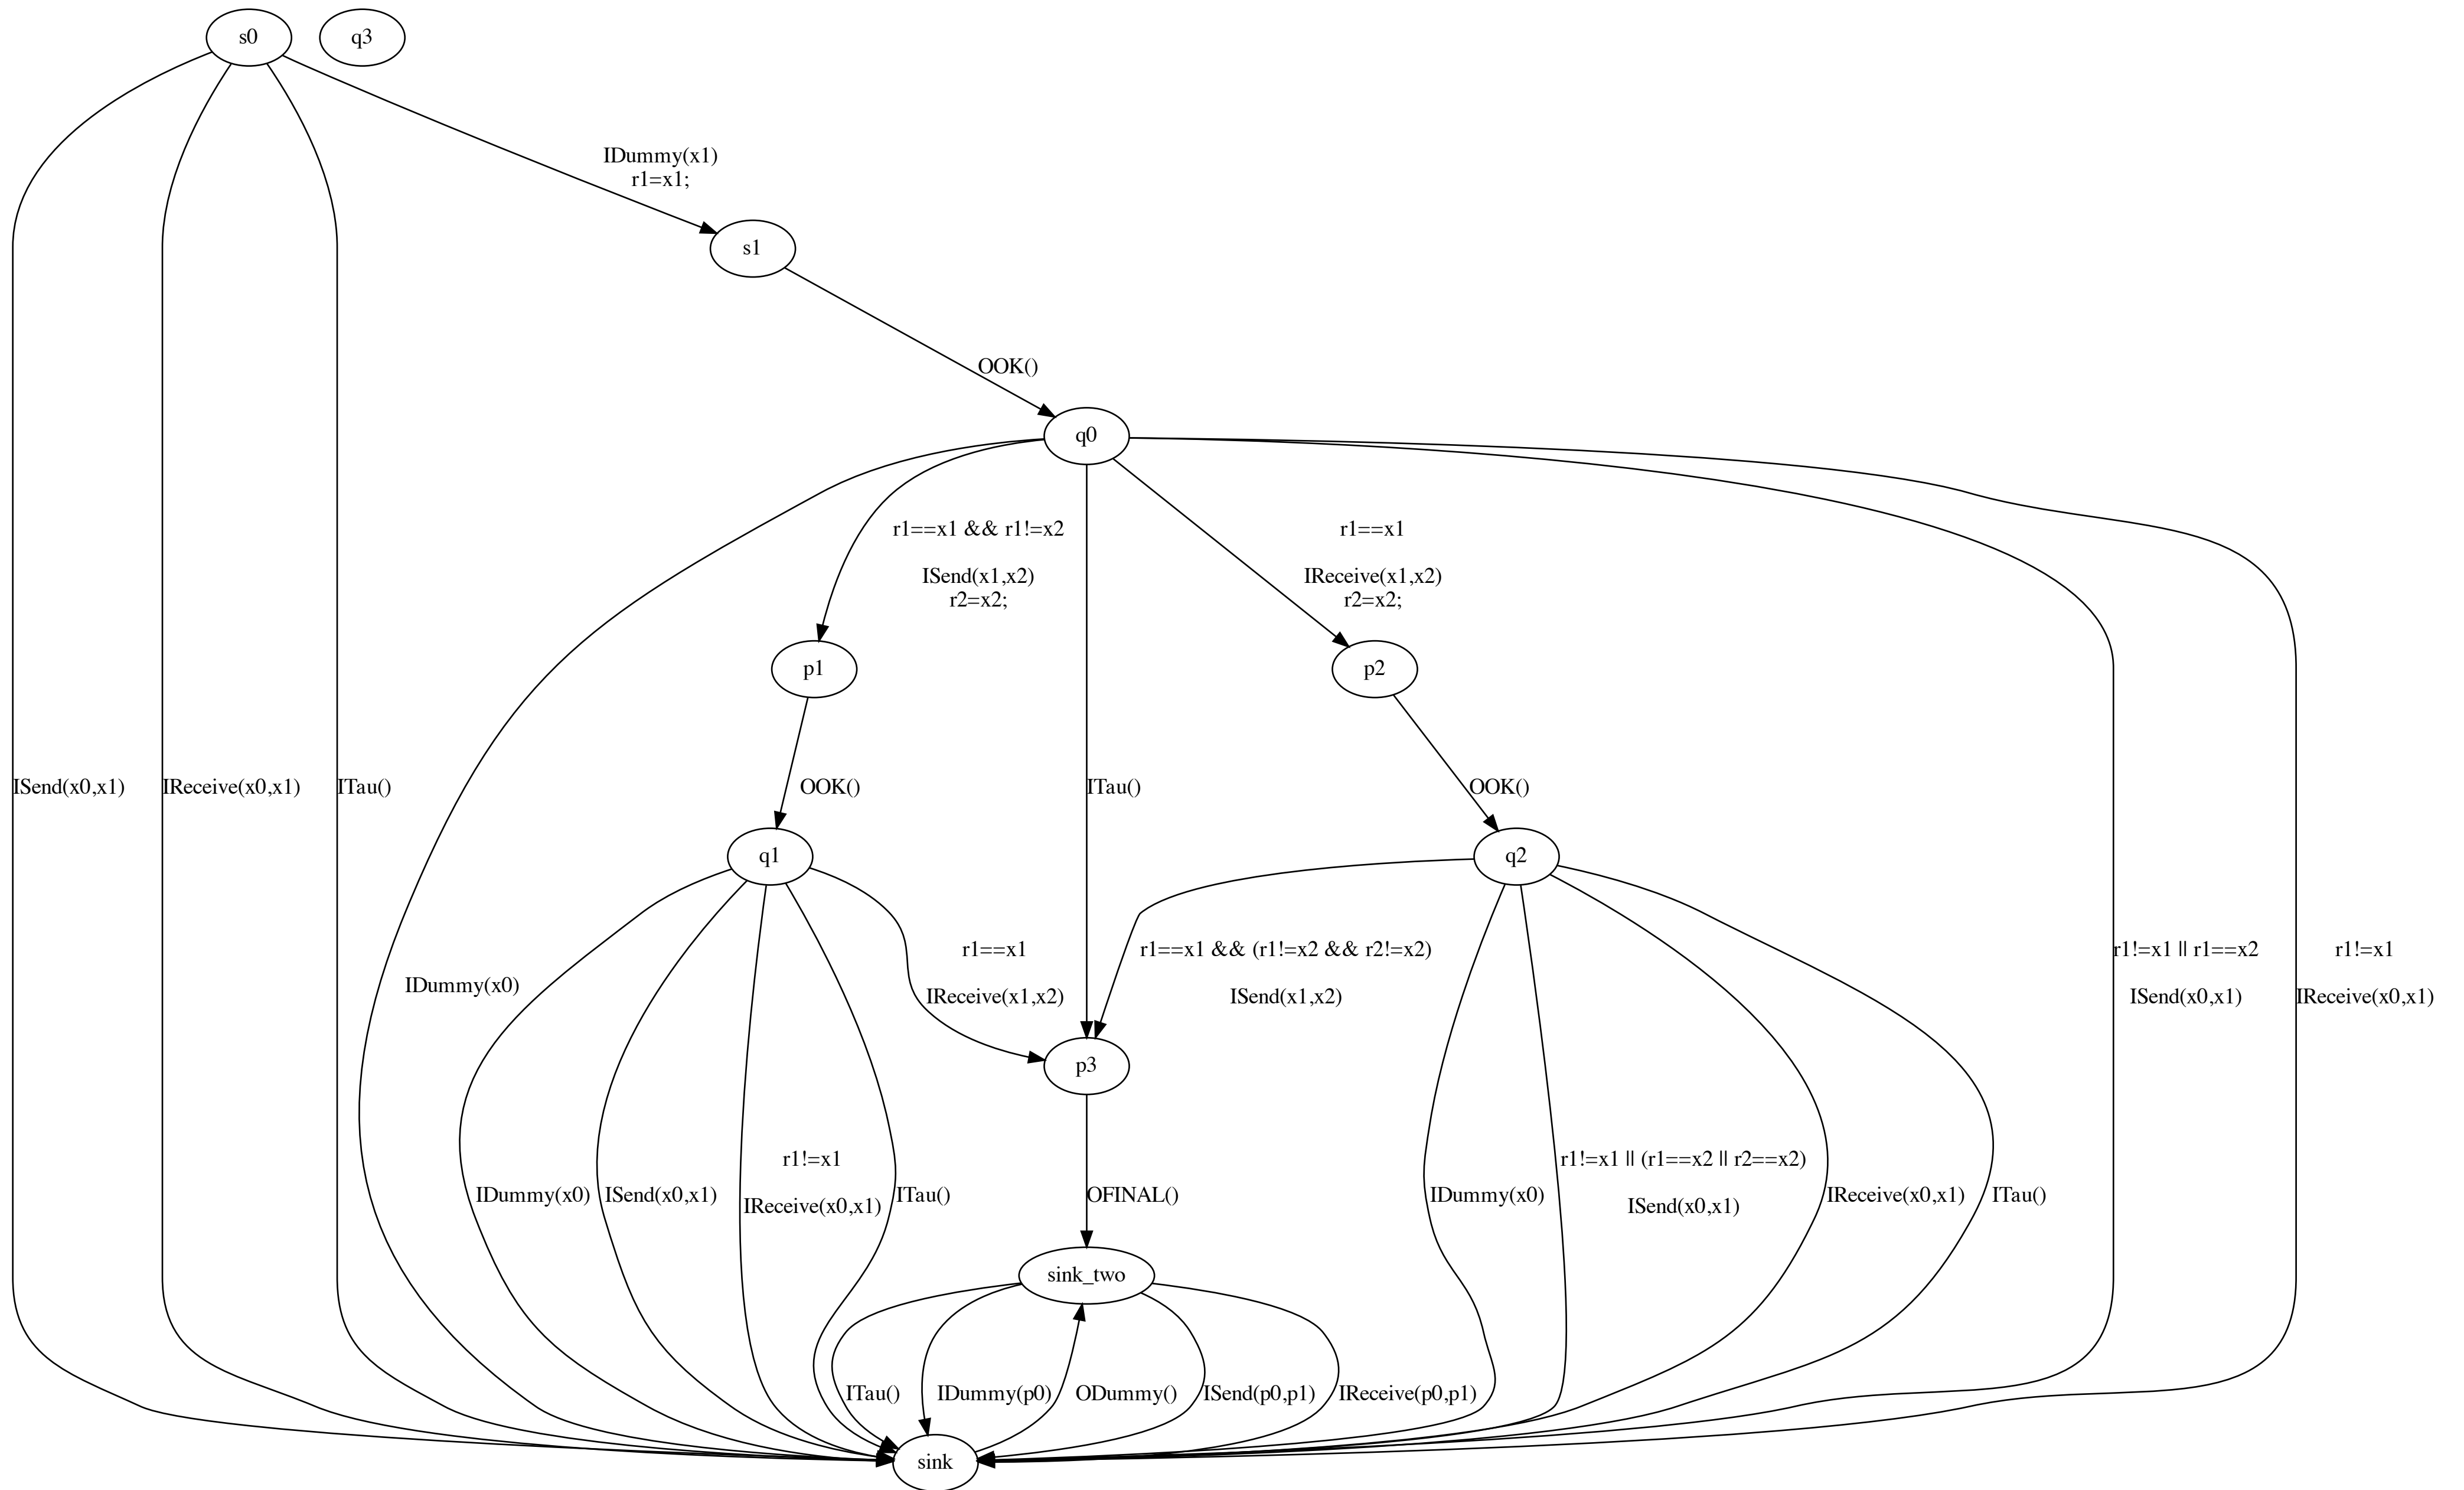 s0
q3
IDummy(x1)
r1=x1;
s1
OOK()
q0
r1==x1 && r1!=x2
ISend(x1,x2)
r2=x2;
r1==x1
IReceive(x1,x2)
r2=x2;
p1
p2
ISend(x0,x1)
IReceive(x0,x1)
ITau()
OOK()
ITau()
OOK()
q1
q2
IDummy(x0)
r1==x1
IReceive(x1,x2)
r1==x1 && (r1!=x2 && r2!=x2)
ISend(x1,x2)
r1!=x1 || r1==x2
ISend(x0,x1)
r1!=x1
IReceive(x0,x1)
p3
IDummy(x0)
ISend(x0,x1)
r1!=x1
IReceive(x0,x1)
ITau()
OFINAL()
IDummy(x0)
r1!=x1 || (r1==x2 || r2==x2)
ISend(x0,x1)
IReceive(x0,x1)
ITau()
sink_two
ITau()
IDummy(p0)
ODummy()
ISend(p0,p1)
IReceive(p0,p1)
sink